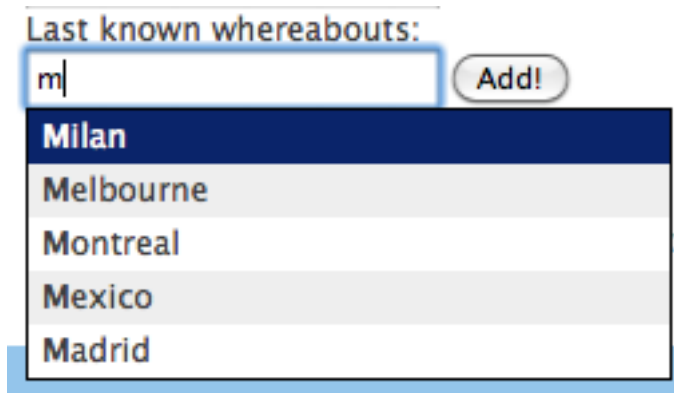 Last known whereabouts:
m Add!
Milan
Melbourne
Montreal
Mexico
Madrid